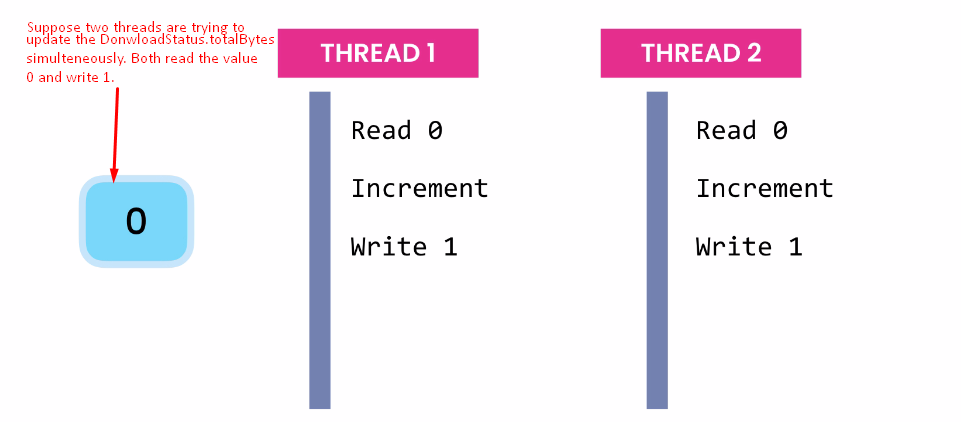 Suppose two threads are trying to
update the DonwloadStatus.totalBytes
simulteneously. Both read the value
0 and write 1.
THREAD 1
THREAD 2
0
Read 0
Read 0
Increment
Increment
Write 1
Write 1